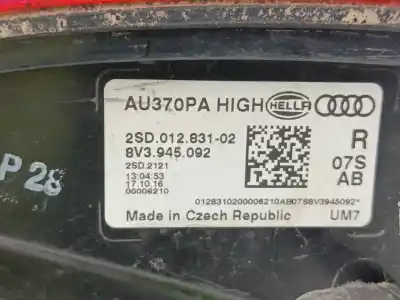 AU370PA HIGH HELLA
2SD.012.831-02 R
8V3.945.092
2SD.2121 07S
13:04:53 AB
17.10.16
00006210
0128310200006210AB07S8V3945092*
Made in Czech Republic UM7
P 28